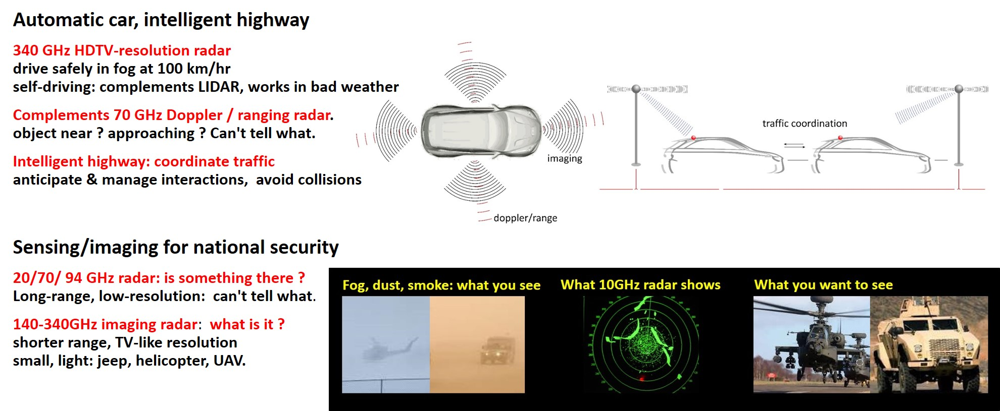 Automatic car, intelligent highway
340 GHz HDTV-resolution radar
drive safely in fog at 100 km/hr
self-driving: complements LIDAR, works in bad weather
Complements 70 GHz Doppler / ranging radar.
object near ? approaching ? Can't tell what.
Intelligent highway: coordinate traffic
anticipate & manage interactions,  avoid collisions
imaging
doppler/range
traffic coordination
Sensing/imaging for national security
20/70/ 94 GHz radar: is something there ?
Long-range, low-resolution:  can't tell what.
140-340GHz imaging radar:  what is it ?
shorter range, TV-like resolution
small, light: jeep, helicopter, UAV.
Fog, dust, smoke: what you see
What 10GHz radar shows
What you want to see